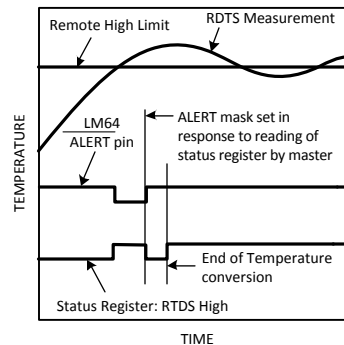 Remote High Limit
RDTS Measurement
LM64
ALERT pin
ALERT mask set in
response to reading of
status register by master
End of Temperature
conversion
Status Register: RTDS High
TEMPERATURE
TIME